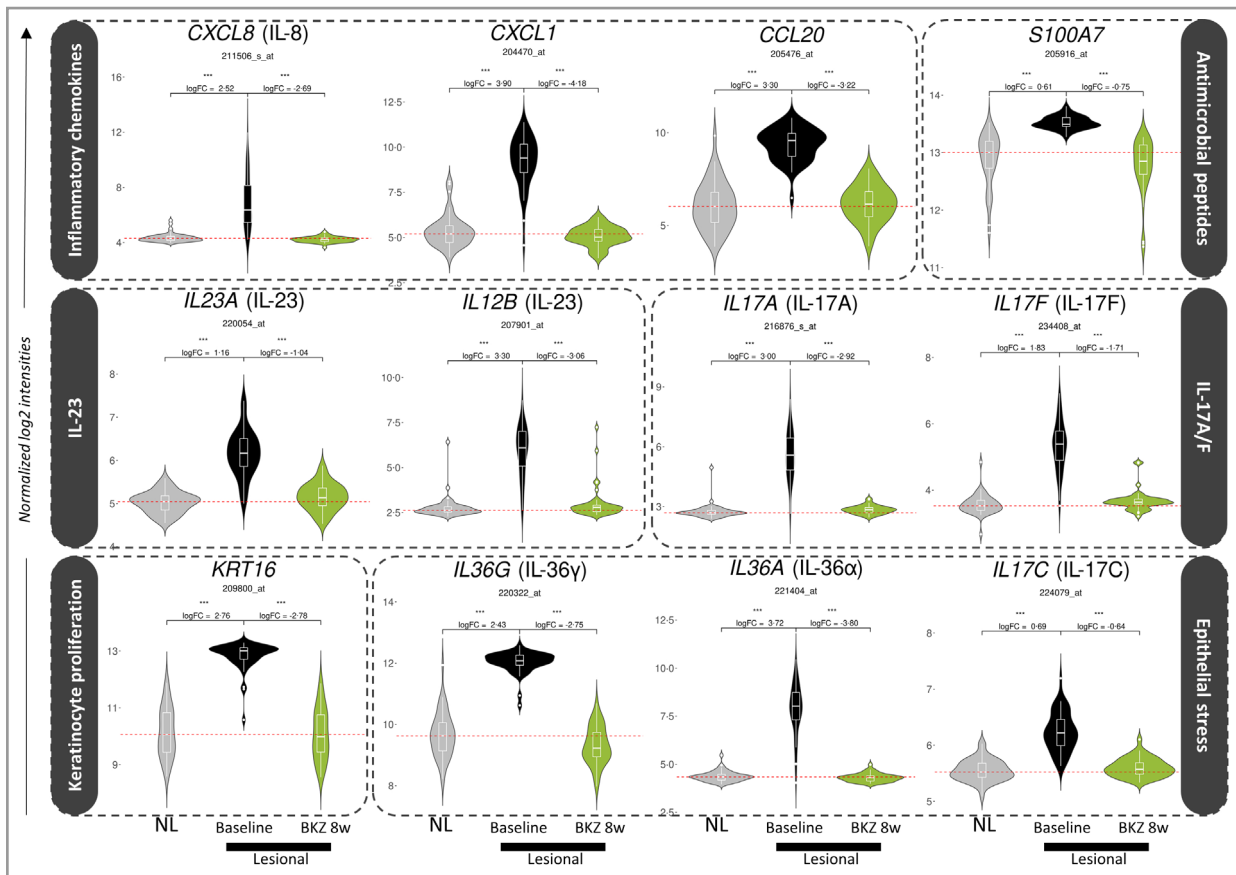 Normalized log2 intensities
Inflammatory chemokines
CXCL8 (IL-8)
211506_s_at
***
***
logFC = 2·52
logFC = -2·69
16
12
8
4
CXCL1
204470_at
***
***
logFC = 3·90
logFC = -4·18
12·5
10·0
7·5
5·0
2·5
CCL20
205476_at
***
***
logFC = 3·30
logFC = -3·22
10
5
S100A7
205916_at
***
***
logFC = 0·61
logFC = -0·75
14
13
12
11
Antimicrobial peptides
IL-23
IL23A (IL-23)
220054_at
***
***
logFC = 1·16
logFC = -1·04
8
7
6
5
4
IL12B (IL-23)
207901_at
***
***
logFC = 3·30
logFC = -3·06
10·0
7·5
5·0
2·5
IL17A (IL-17A)
216876_s_at
***
***
logFC = 3·00
logFC = -2·92
9
6
3
IL17F (IL-17F)
234408_at
***
***
logFC = 1·83
logFC = -1·71
8
6
4
IL-17A/F
Keratinocyte proliferation
KRT16
209800_at
***
***
logFC = 2·76
logFC = -2·78
13
11
10
9
IL36G (IL-36γ)
220322_at
***
***
logFC = 2·43
logFC = -2·75
14
12
10
8
IL36A (IL-36α)
221404_at
***
***
logFC = 3·72
logFC = -3·80
12·5
10·0
7·5
5·0
2·5
IL17C (IL-17C)
224079_at
***
***
logFC = 0·69
logFC = -0·64
8
7
6
5
Epithelial stress
NL
Baseline
BKZ 8w
Lesional
NL
Baseline
BKZ 8w
Lesional
NL
Baseline
BKZ 8w
Lesional
NL
Baseline
BKZ 8w
Lesional